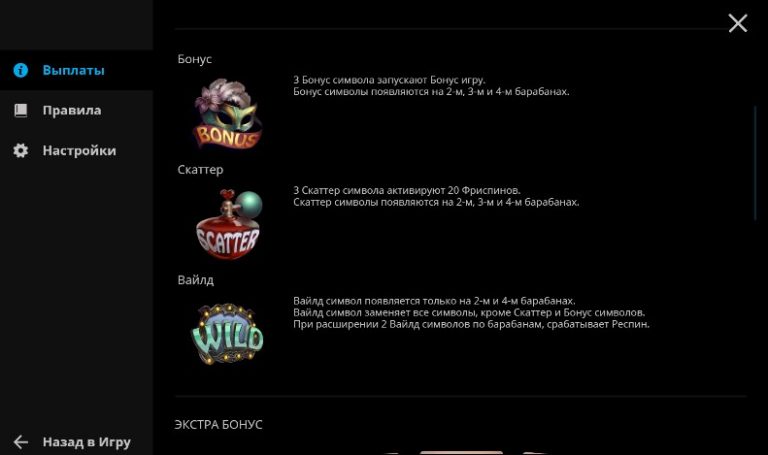 Выплаты
Правила
Настройки
Назад в Игру
Бонус
BONUS
3 Бонус символа запускают Бонус игру.
Бонус символы появляются на 2-м, 3-м и 4-м барабанах.
Скаттер
SCATTER
3 Скаттер символа активируют 20 Фриспинов.
Скаттер символы появляются на 2-м, 3-м и 4-м барабанах.
Вайлд
WILD
Вайлд символ появляется только на 2-м и 4-м барабанах.
Вайлд символ заменяет все символы, кроме Скаттер и Бонус символов.
При расширении 2 Вайлд символов по барабанам, срабатывает Респин.
ЭКСТРА БОНУС